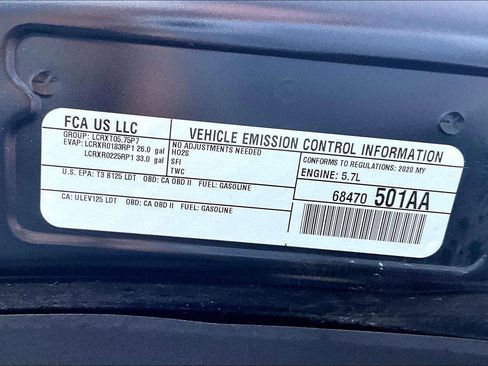 FCA US LLC
GROUP: LCRXT05.75P7
EVAP: LCRXR0183RP1 26.0 gal
LCRXR0225RP1 33.0 gal
VEHICLE EMISSION CONTROL INFORMATION
NO ADJUSTMENTS NEEDED
HO2S
SFI
TWC
CONFORMS TO REGULATIONS: 2020 MY
ENGINE: 5.7L
U.S. EPA: T3 B125 LDT OBD: CA OBD II FUEL: GASOLINE
CA: ULEV125 LDT OBD: CA OBD II FUEL: GASOLINE
68470 501AA